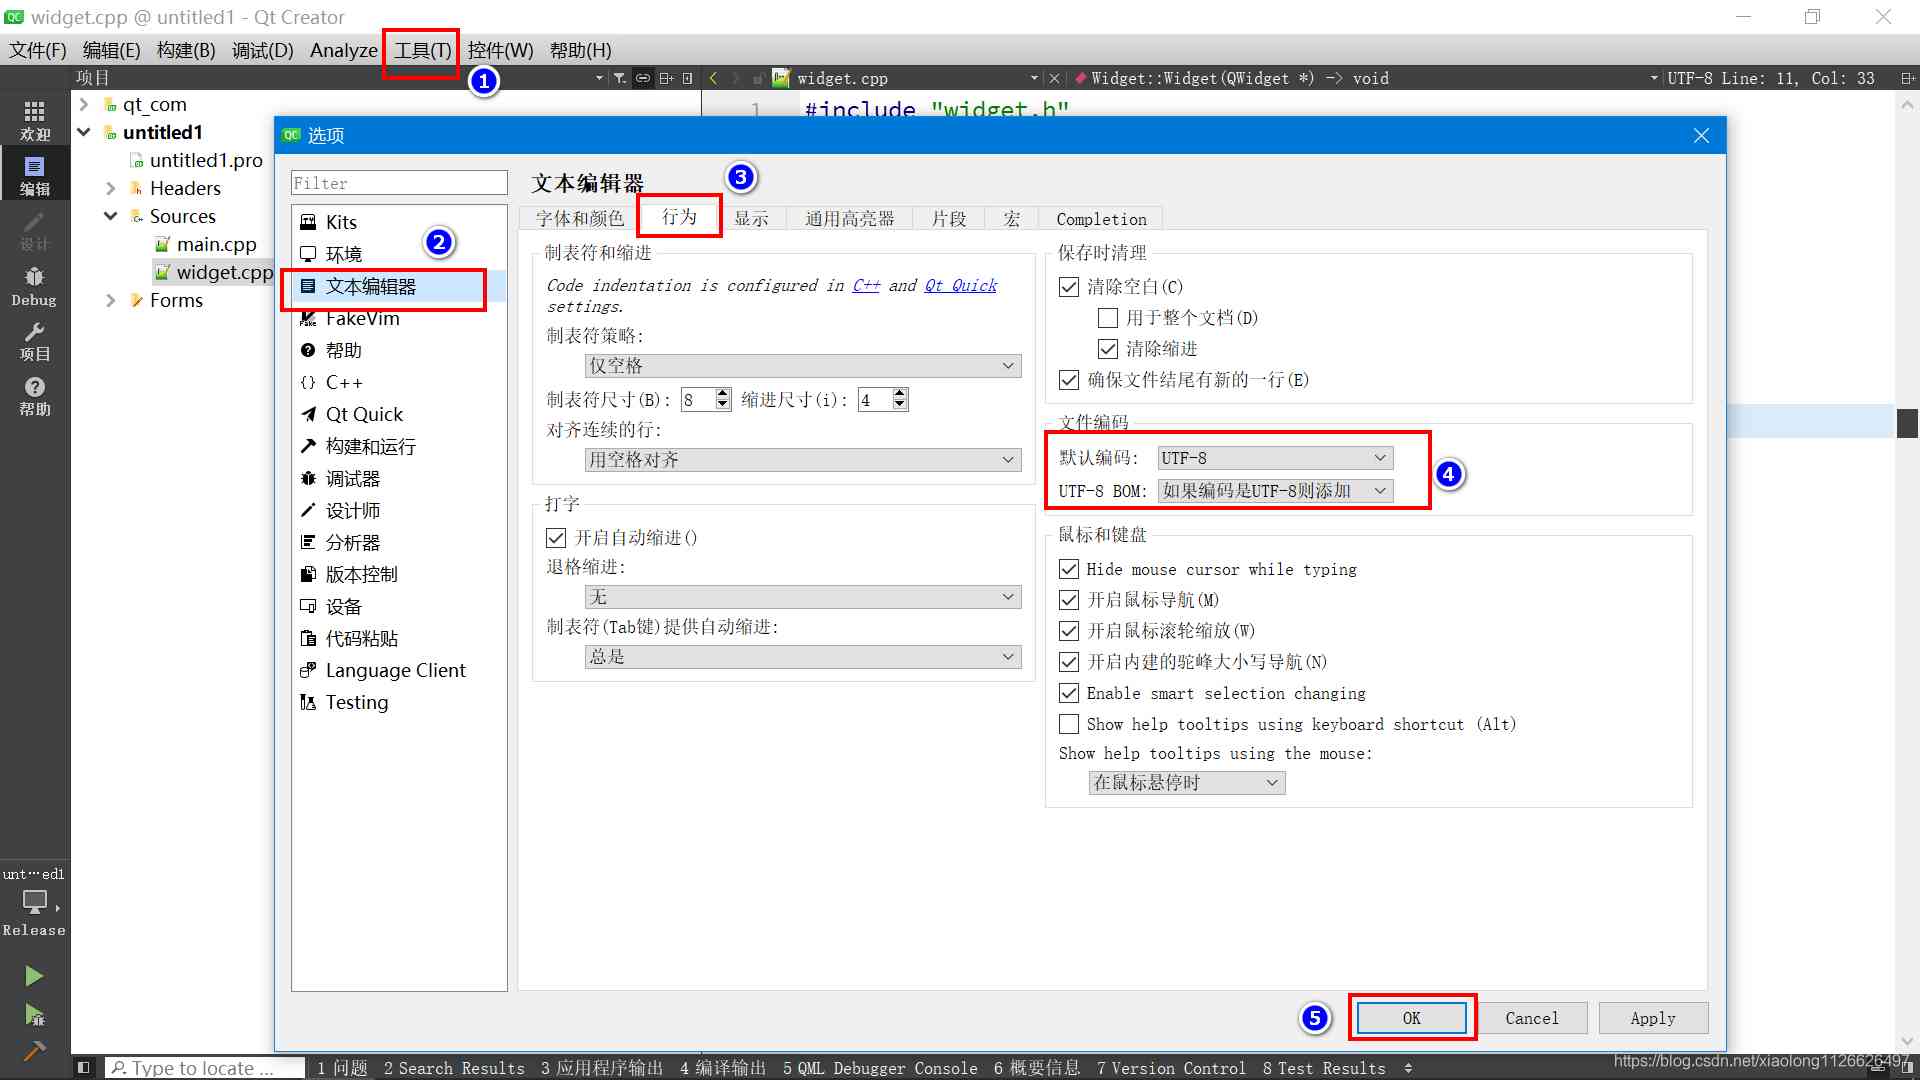 QC widget.cpp @ untitled1 - Qt Creator
文件(F) 编辑(E) 构建(B) 调试(D) Analyze 工具(T) 控件(W) 帮助(H)
1
项目
widget.cpp
Widget::Widget(QWidget *) -> void
UTF-8 Line: 11, Col: 33
欢迎
编辑
设计
Debug
项目
帮助
qt_com
untitled1
untitled1.pro
Headers
Sources
main.cpp
widget.cpp
Forms
1 #include "widget.h"
QC 选项
Filter
Kits
环境
2
文本编辑器
FakeVim
帮助
C++
Qt Quick
构建和运行
调试器
设计师
分析器
版本控制
设备
代码粘贴
Language Client
Testing
文本编辑器
3
字体和颜色 行为 显示 通用高亮器 片段 宏 Completion
制表符和缩进
Code indentation is configured in C++ and Qt Quick
settings.
制表符策略:
仅空格
制表符尺寸(B): 8 缩进尺寸(i): 4
对齐连续的行:
用空格对齐
打字
开启自动缩进()
退格缩进:
无
制表符(Tab键)提供自动缩进:
总是
保存时清理
清除空白(C)
用于整个文档(D)
清除缩进
确保文件结尾有新的一行(E)
文件编码
默认编码: UTF-8
UTF-8 BOM: 如果编码是UTF-8则添加
4
鼠标和键盘
Hide mouse cursor while typing
开启鼠标导航(M)
开启鼠标滚轮缩放(W)
开启内建的驼峰大小写导航(N)
Enable smart selection changing
Show help tooltips using keyboard shortcut (Alt)
Show help tooltips using the mouse:
在鼠标悬停时
5
OK Cancel Apply
unt…ed1
Release
Type to locate ...
1 问题 2 Search Results 3 应用程序输出 4 编译输出 5 QML Debugger Console 6 概要信息 7 Version Control 8 Test Results
https://blog.csdn.net/xiaolong1126626497